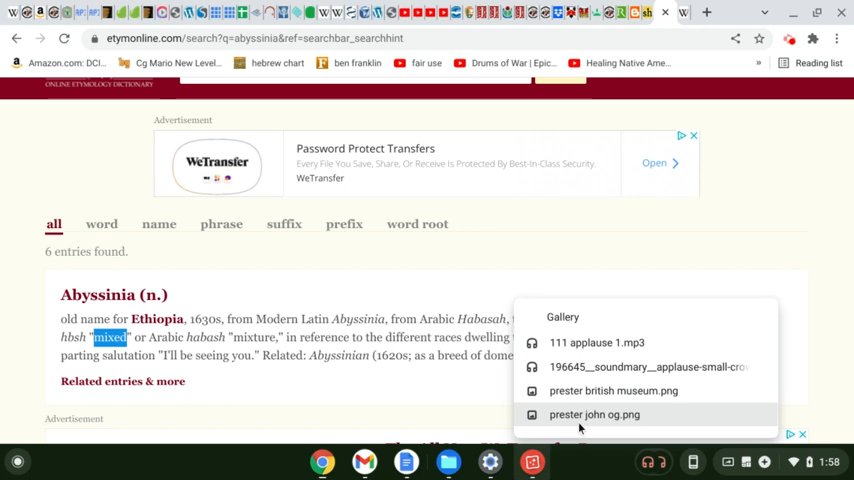 etymonline.com/search?q=abyssinia&ref=searchbar_searchhint
Amazon.com: DCI... Cg Mario New Level... hebrew chart ben franklin fair use Drums of War | Epic... Healing Native Ame... » Reading list
ONLINE ETYMOLOGY DICTIONARY
Advertisement
WeTransfer
Password Protect Transfers
Every File You Save, Share, Or Receive Is Protected By Best-In-Class Security.
WeTransfer
Open
all word name phrase suffix prefix word root
6 entries found.
Abyssinia (n.)
old name for Ethiopia, 1630s, from Modern Latin Abyssinia, from Arabic Habasah,
hbsh "mixed" or Arabic habash "mixture," in reference to the different races dwelling
parting salutation "I'll be seeing you." Related: Abyssinian (1620s; as a breed of dome
Related entries & more
Advertisement
Gallery
111 applause 1.mp3
196645__soundmary__applause-small-crow
prester british museum.png
prester john og.png
1:58